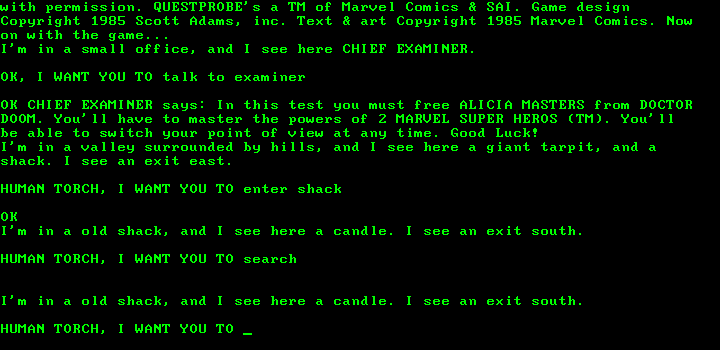 with permission. QUESTPROBE's a TM of Marvel Comics & SAI. Game design
Copyright 1985 Scott Adams, inc. Text & art Copyright 1985 Marvel Comics. Now
on with the game...
I'm in a small office, and I see here CHIEF EXAMINER.
OK, I WANT YOU TO talk to examiner
OK CHIEF EXAMINER says: In this test you must free ALICIA MASTERS from DOCTOR
DOOM. You'll have to master the powers of 2 MARVEL SUPER HEROS (TM). You'll
be able to switch your point of view at any time. Good Luck!
I'm in a valley surrounded by hills, and I see here a giant tarpit, and a
shack. I see an exit east.
HUMAN TORCH, I WANT YOU TO enter shack
OK
I'm in a old shack, and I see here a candle. I see an exit south.
HUMAN TORCH, I WANT YOU TO search
I'm in a old shack, and I see here a candle. I see an exit south.
HUMAN TORCH, I WANT YOU TO _